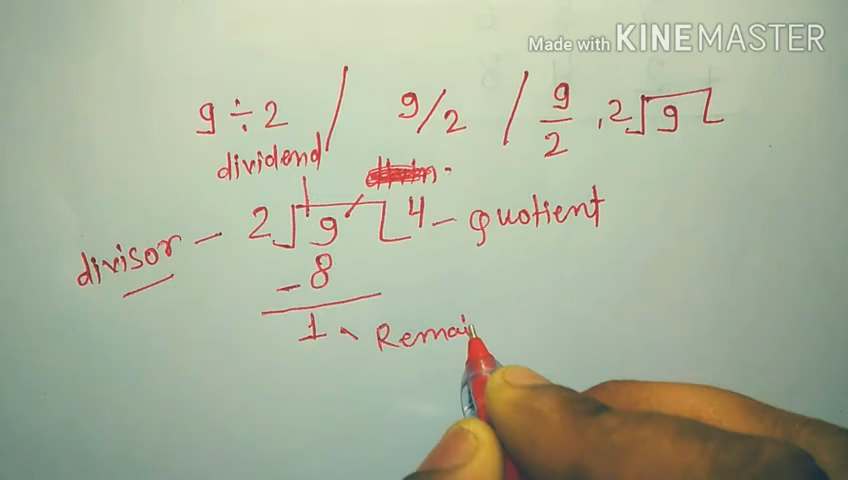 Made with KINEMASTER
9 ÷ 2 / 9/2 / 9/2 , 2√9
dividend
divisor - 2 9 4 - quotient
- 8
1 Remai